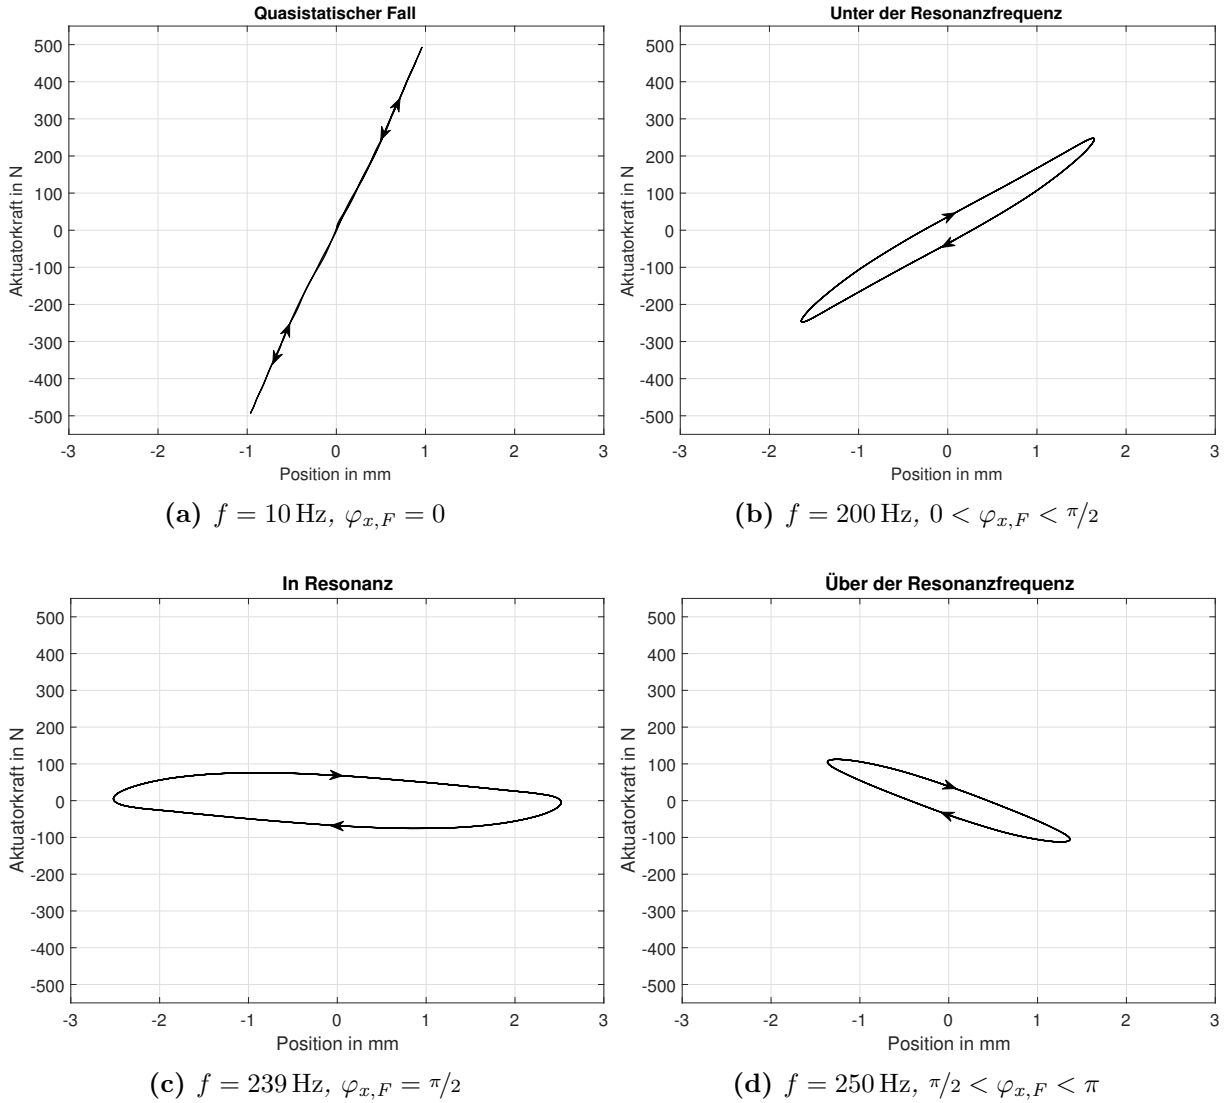 Quasistatischer Fall
500
400
300
200
100
0
-100
-200
-300
-400
-500
Aktuatorkraft in N
-3 -2 -1 0 1 2 3
Position in mm
(a) f = 10 Hz, φx,F = 0
Unter der Resonanzfrequenz
500
400
300
200
100
0
-100
-200
-300
-400
-500
Aktuatorkraft in N
-3 -2 -1 0 1 2 3
Position in mm
(b) f = 200 Hz, 0 < φx,F < π/2
In Resonanz
500
400
300
200
100
0
-100
-200
-300
-400
-500
Aktuatorkraft in N
-3 -2 -1 0 1 2 3
Position in mm
(c) f = 239 Hz, φx,F = π/2
Über der Resonanzfrequenz
500
400
300
200
100
0
-100
-200
-300
-400
-500
Aktuatorkraft in N
-3 -2 -1 0 1 2 3
Position in mm
(d) f = 250 Hz, π/2 < φx,F < π